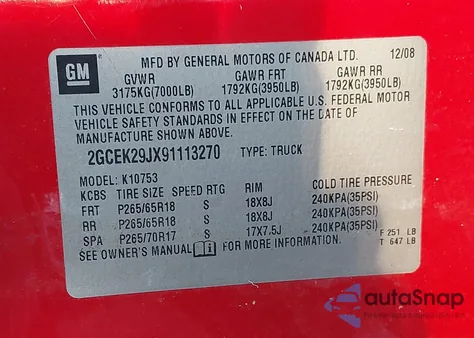 GM
MFD BY GENERAL MOTORS OF CANADA LTD. 12/08
GVWR GAWR FRT GAWR RR
3175KG(7000LB) 1792KG(3950LB) 1792KG(3950LB)
THIS VEHICLE CONFORMS TO ALL APPLICABLE U.S. FEDERAL MOTOR
VEHICLE SAFETY STANDARDS IN EFFECT ON THE DATE OF
MANUFACTURE SHOWN ABOVE.
2GCEK29JX91113270 TYPE: TRUCK
MODEL: K10753
KCBS TIRE SIZE SPEED RTG RIM COLD TIRE PRESSURE
FRT P265/65R18 S 18X8J 240KPA(35PSI)
RR P265/65R18 S 18X8J 240KPA(35PSI)
SPA P265/70R17 S 17X7.5J 240KPA(35PSI)
SEE OWNER'S MANUAL FOR MORE INFORMATION.
F 251 LB
T 647 LB
autoSnap